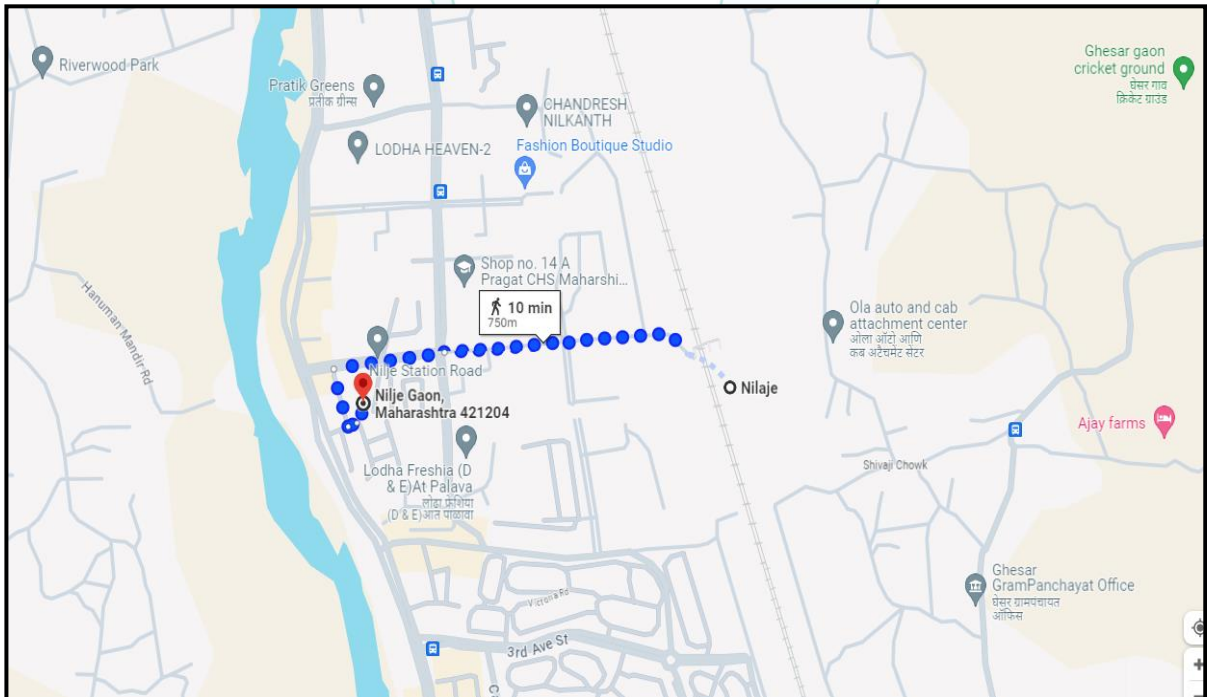 Riverwood Park
Pratik Greens
प्रतीक ग्रीन्स
CHANDRESH
NILKANTH
LODHA HEAVEN-2
Fashion Boutique Studio
Ghesar gaon
cricket ground
घेसर गाव
क्रिकेट ग्राउंड
Hanuman Mandir Rd
Shop no. 14 A
Pragat CHS, Maharshi...
10 min
750m
Ola auto and cab
attachment center
ओला ऑटो आणि
कब अटॅचमेंट सेंटर
Nilje Station Road
Nilje Gaon,
Maharashtra 421204
Nilaje
Ajay farms
Shivaji Chowk
Lodha Freshia (D
& E)At Palava
लोढा फ्रेशिया
(D & E)आत पाळावा
Victoria Rd
3rd Ave St
Ghesar
GramPanchayat Office
घेसर ग्रामपंचायत
ऑफिस